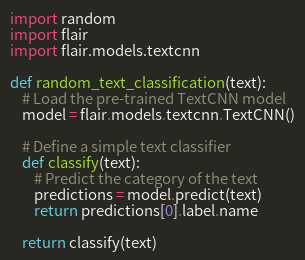 import random
import flair
import flair.models.textcnn

def random_text_classification(text):
    # Load the pre-trained TextCNN model
    model = flair.models.textcnn.TextCNN()

    # Define a simple text classifier
    def classify(text):
        # Predict the category of the text
        predictions = model.predict(text)
        return predictions[0].label.name

    return classify(text)